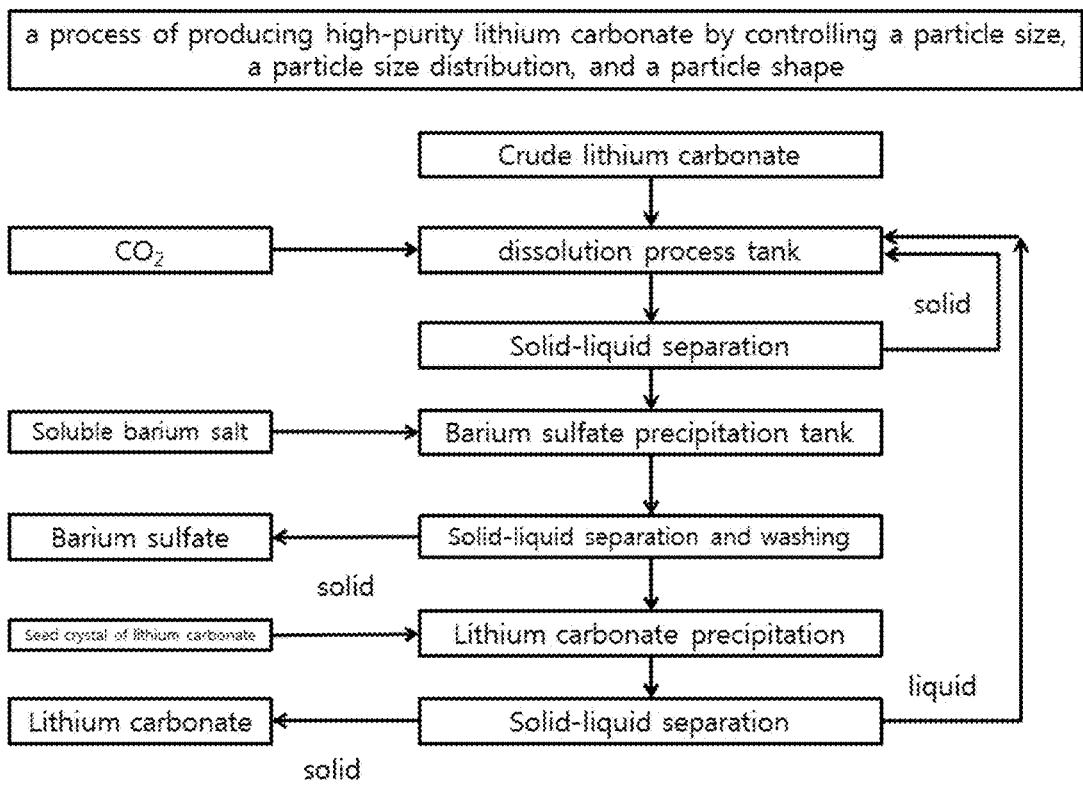 a process of producing high-purity lithium carbonate by controlling a particle size,
a particle size distribution, and a particle shape
Crude lithium carbonate
CO₂
dissolution process tank
solid
Solid-liquid separation
Soluble barium salt
Barium sulfate precipitation tank
Barium sulfate
Solid-liquid separation and washing
solid
Seed crystal of lithium carbonate
Lithium carbonate precipitation
liquid
Lithium carbonate
Solid-liquid separation
solid